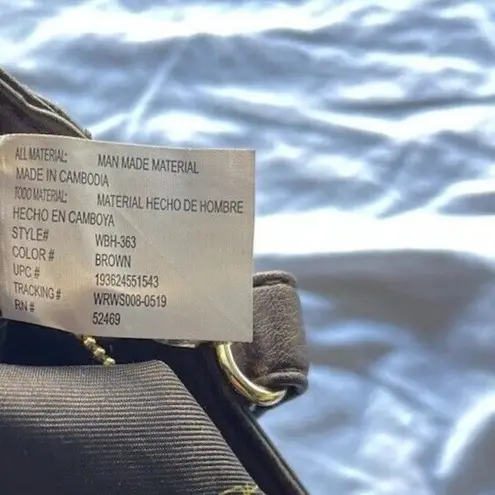 ALL MATERIAL: MAN MADE MATERIAL
MADE IN CAMBODIA
TODO MATERIAL: MATERIAL HECHO DE HOMBRE
HECHO EN CAMBOYA
STYLE# WBH-363
COLOR # BROWN
UPC # 193624551543
TRACKING # WRWS008-0519
RN # 52469